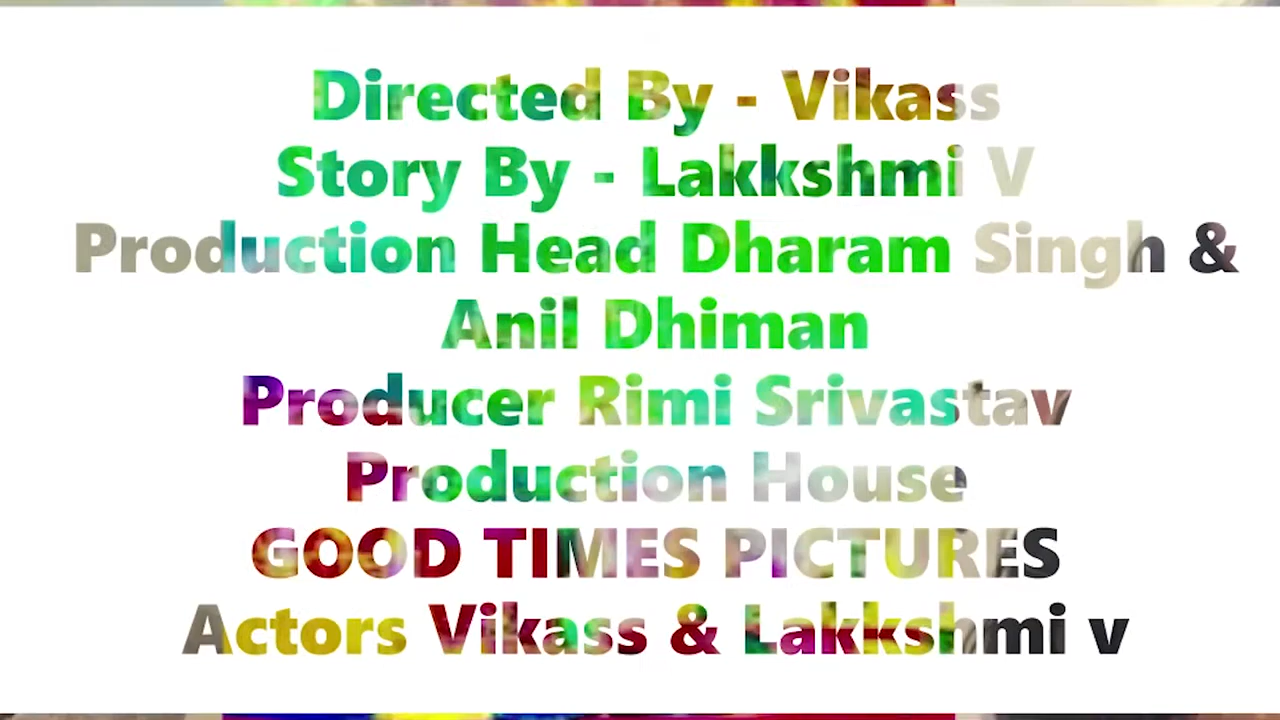 Directed By - Vikass
Story By - Lakkshmi V
Production Head Dharam Singh &
Anil Dhiman
Producer Rimi Srivastav
Production House
GOOD TIMES PICTURES
Actors Vikass & Lakkshmi v